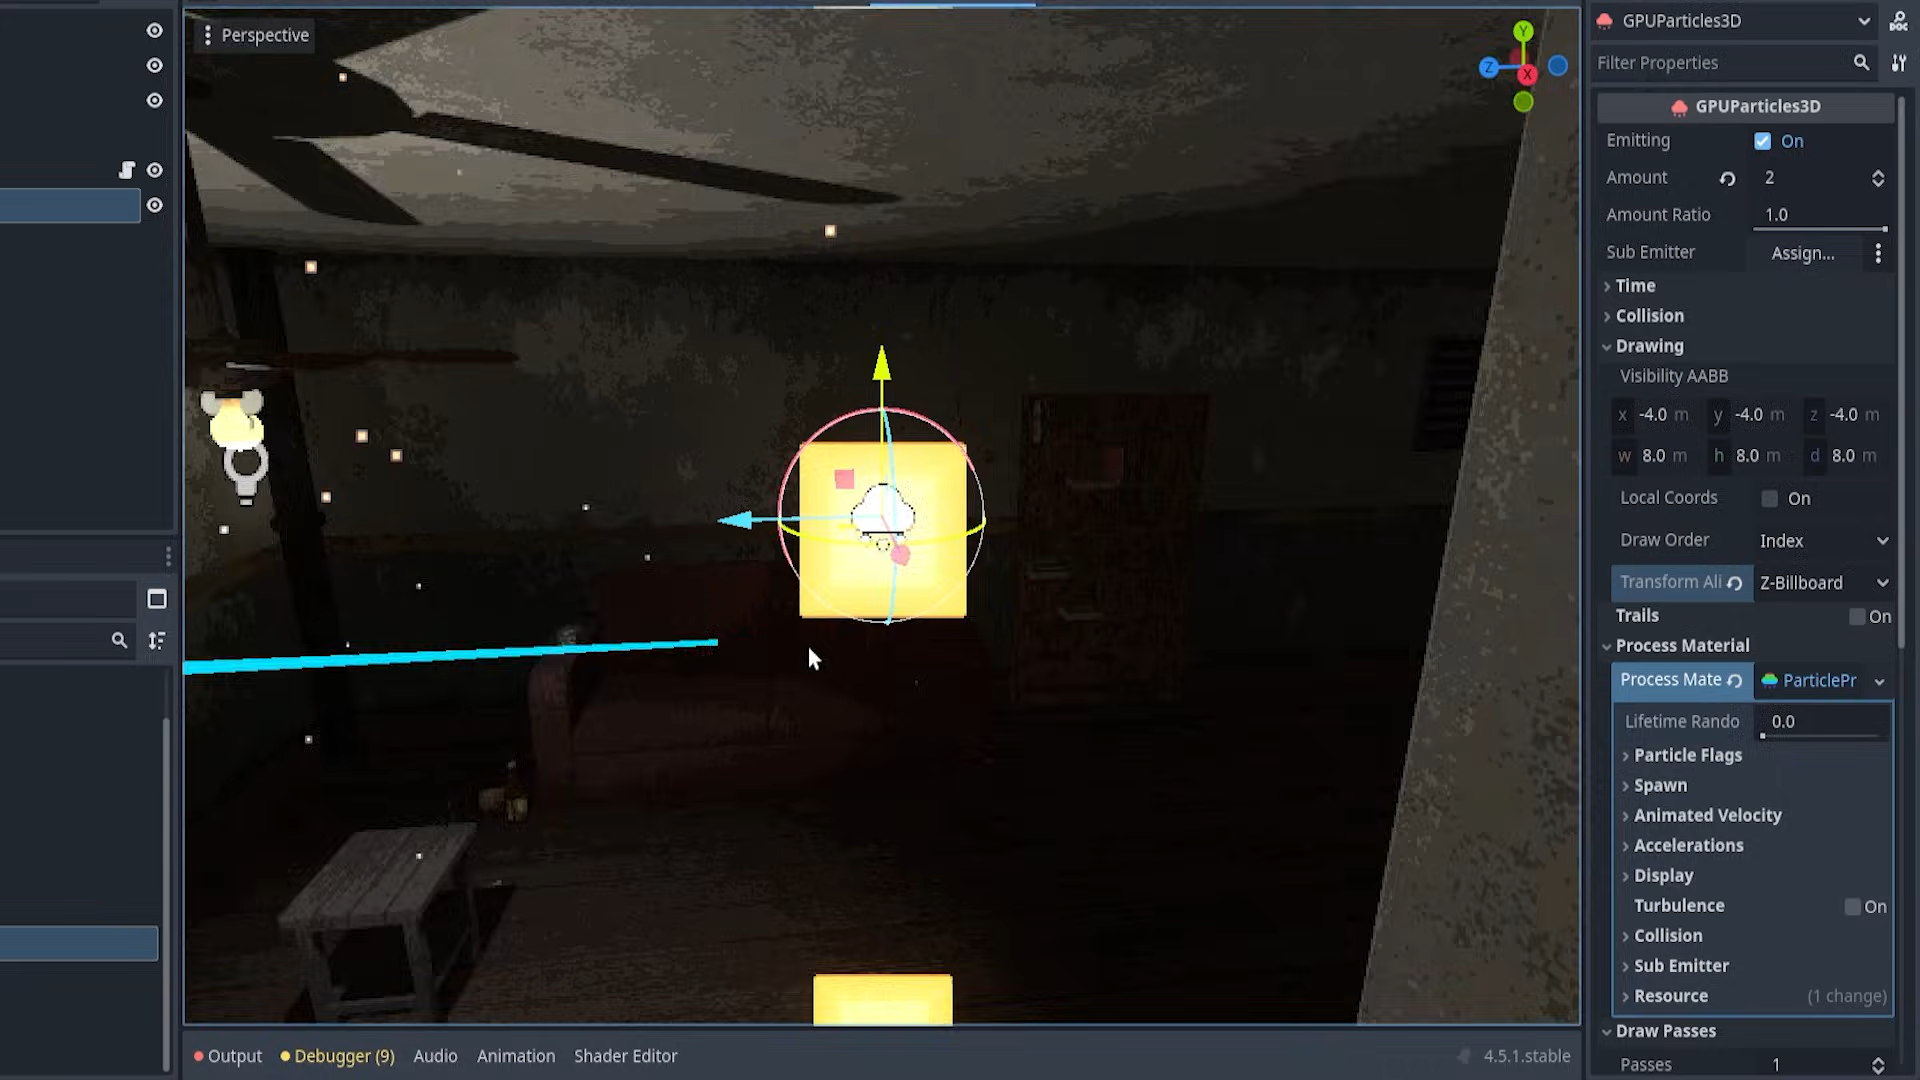 Perspective
Y
Z
X
GPUParticles3D
DOC
Filter Properties
GPUParticles3D
Emitting On
Amount 2
Amount Ratio 1.0
Sub Emitter Assign...
Time
Collision
Drawing
Visibility AABB
x -4.0 m y -4.0 m z -4.0 m
w 8.0 m h 8.0 m d 8.0 m
Local Coords On
Draw Order Index
Transform Ali Z-Billboard
Trails On
Process Material
Process Mate ParticlePr
Lifetime Rando 0.0
Particle Flags
Spawn
Animated Velocity
Accelerations
Display
Turbulence On
Collision
Sub Emitter
Resource (1 change)
Draw Passes
Passes 1
Output Debugger (9) Audio Animation Shader Editor 4.5.1.stable